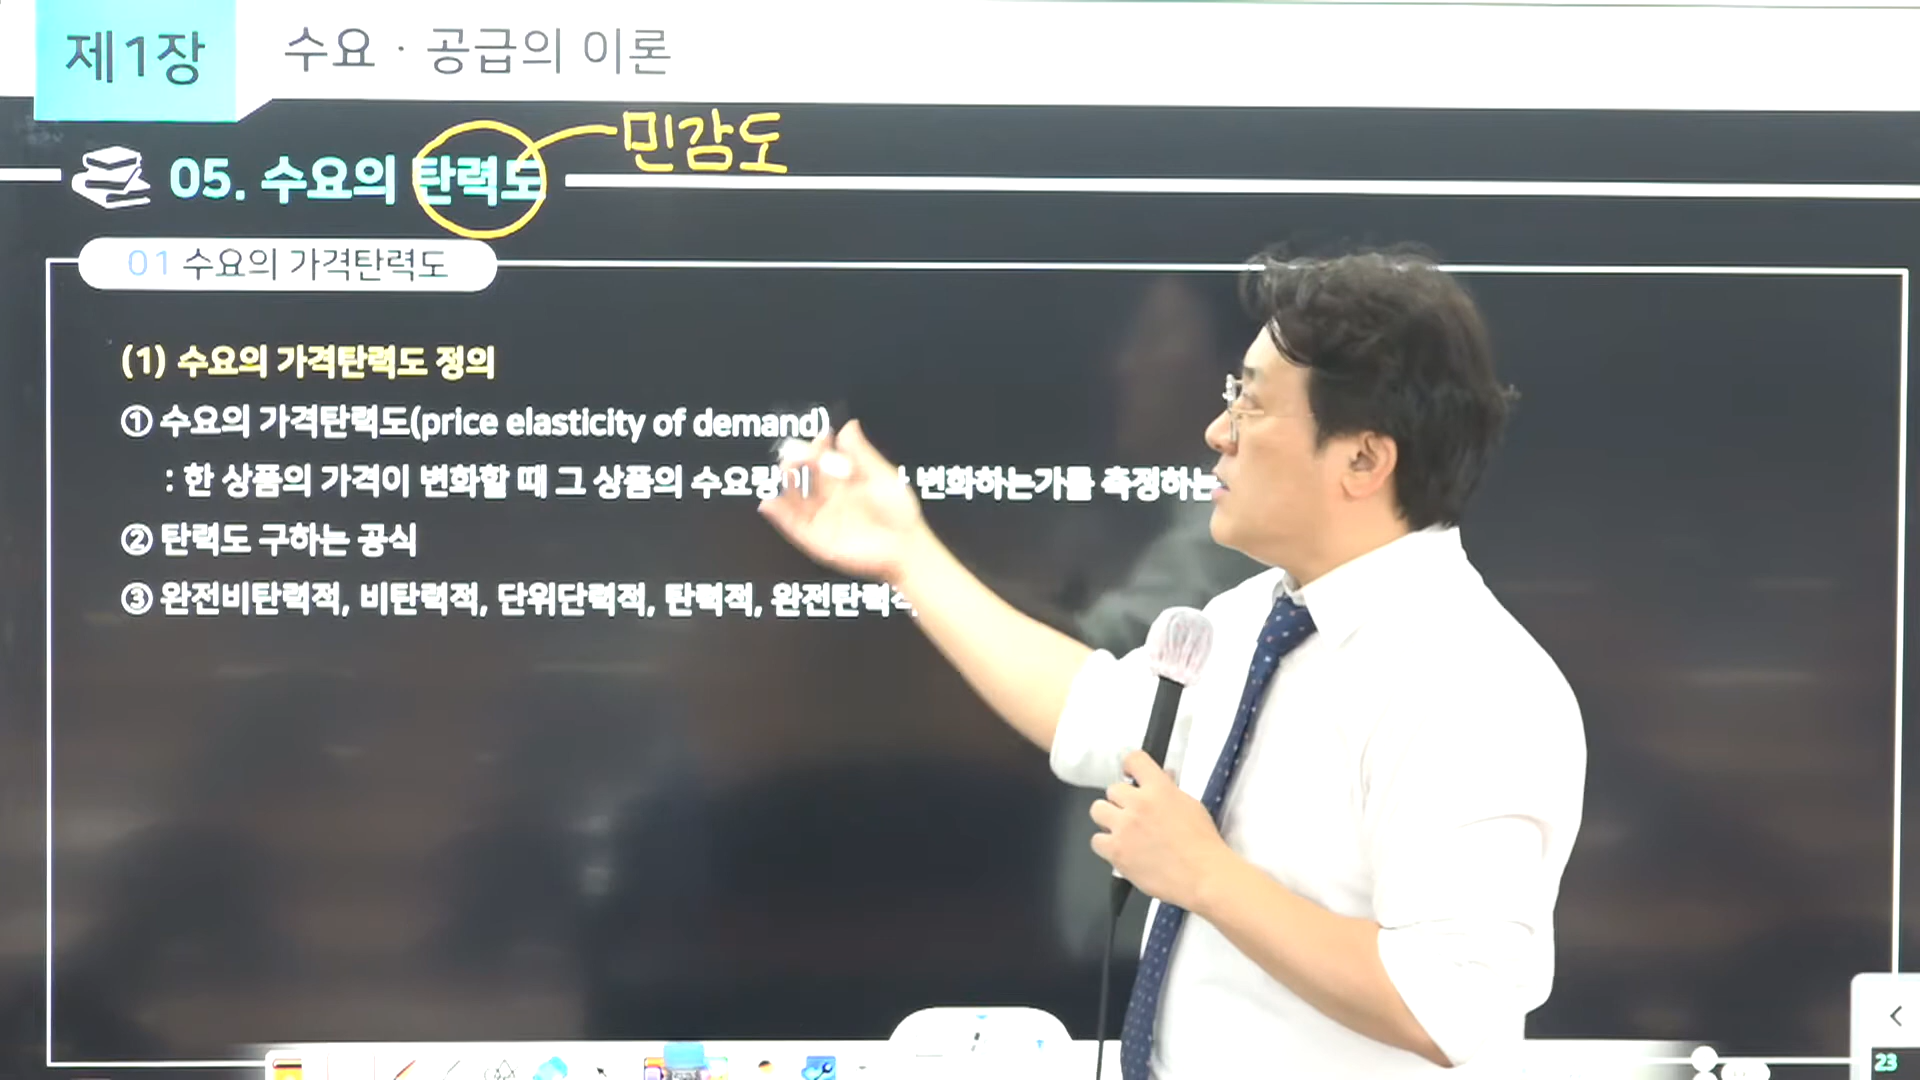 제1장
수요 · 공급의 이론
민감도
05. 수요의 탄력도
01 수요의 가격탄력도
(1) 수요의 가격탄력도 정의
① 수요의 가격탄력도(price elasticity of demand)
: 한 상품의 가격이 변화할 때 그 상품의 수요량이 변화하는가를 측정하는
② 탄력도 구하는 공식
③ 완전비탄력적, 비탄력적, 단위탄력적, 탄력적, 완전탄력적
23